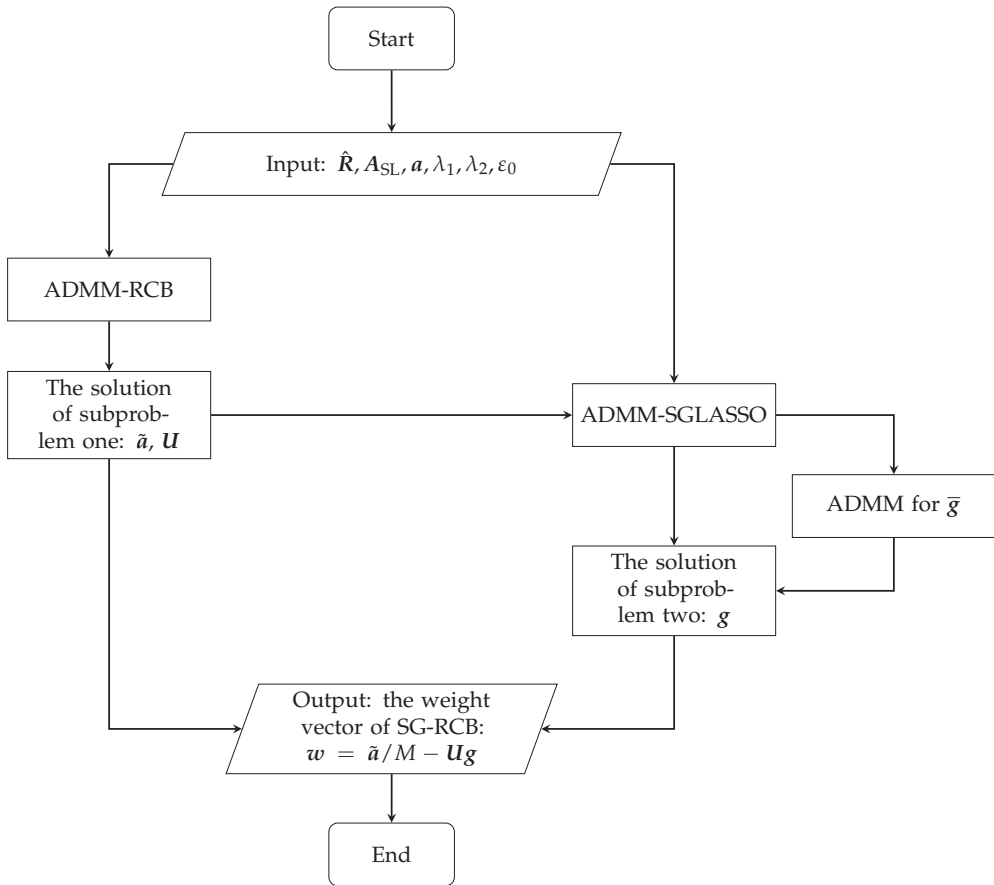 Start
Input: R̂, A_SL, a, λ₁, λ₂, ε₀
ADMM-RCB
The solution
of subprob-
lem one: ã, U
ADMM-SGLASSO
ADMM for g̅
The solution
of subprob-
lem two: g
Output: the weight
vector of SG-RCB:
w = ã/M − Ug
End